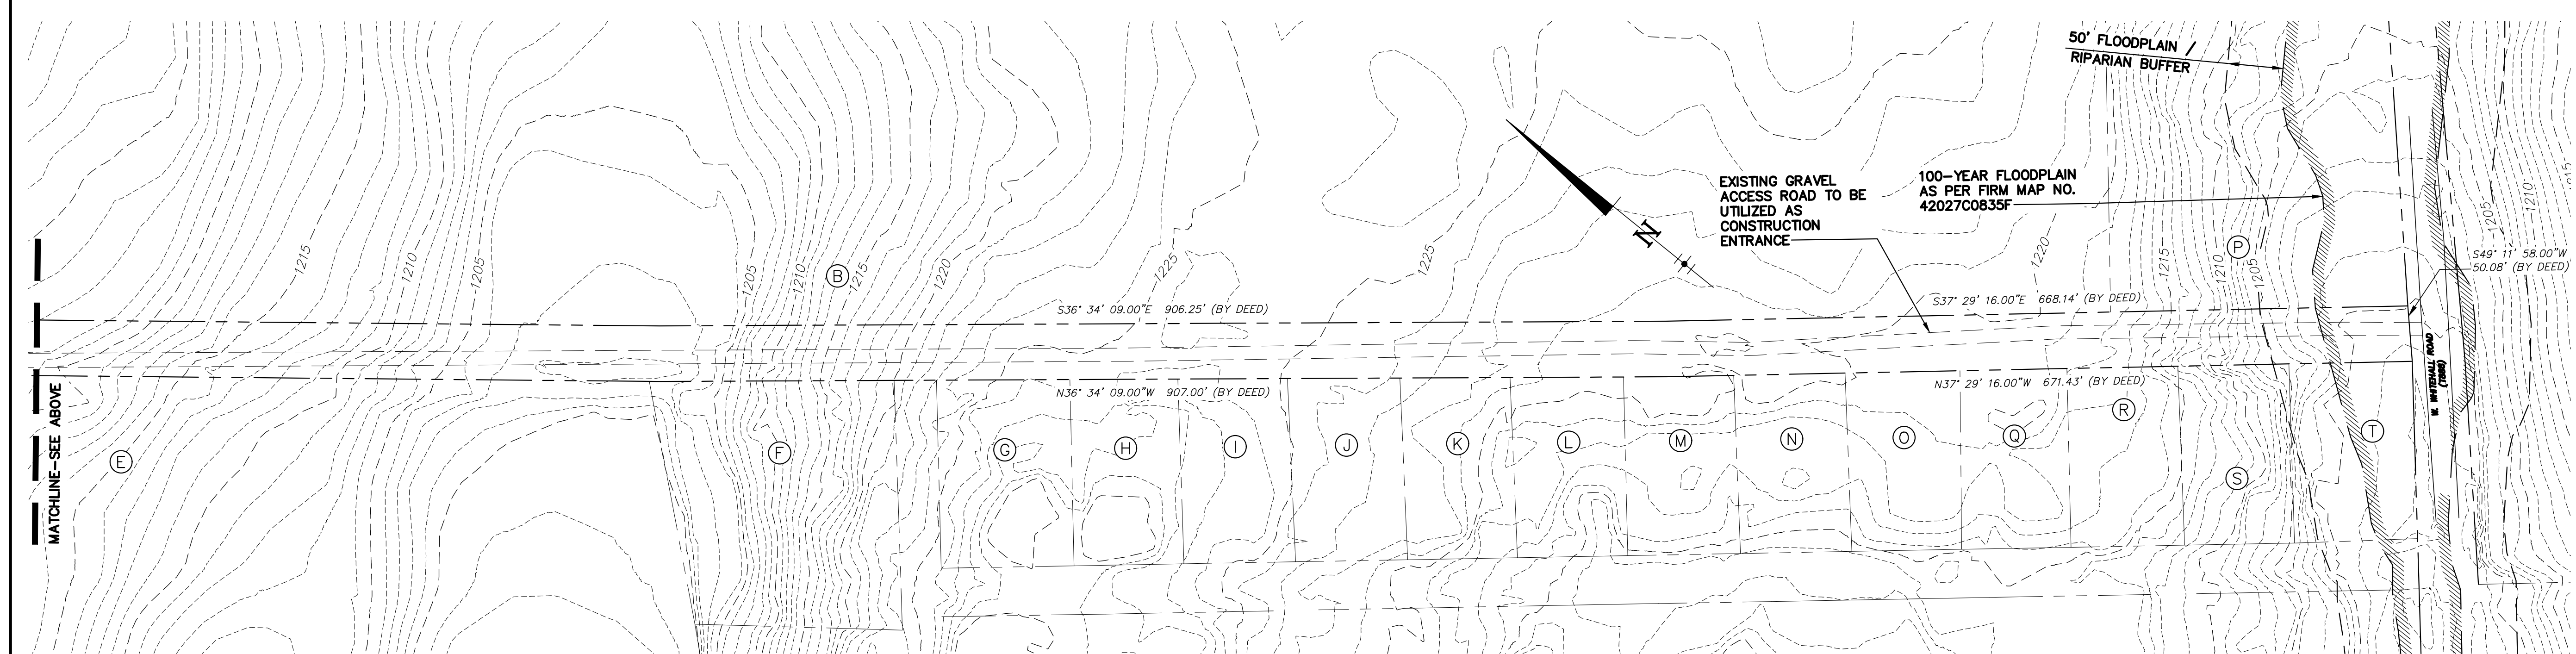 50' FLOODPLAIN /
RIPARIAN BUFFER
EXISTING GRAVEL
ACCESS ROAD TO BE
UTILIZED AS
CONSTRUCTION
ENTRANCE
100-YEAR FLOODPLAIN
AS PER FIRM MAP NO.
42027C0835F
N
1215
1210
1205
1205
1210
1215
1220
1225
1225
1220
1215
1210
1205
1205
1210
B
P
S49° 11' 58.00"W
50.08' (BY DEED)
S36° 34' 09.00"E 906.25' (BY DEED)
S37° 29' 16.00"E 668.14' (BY DEED)
N36° 34' 09.00"W 907.00' (BY DEED)
N37° 29' 16.00"W 671.43' (BY DEED)
W. WHITEHALL ROAD
MATCHLINE-SEE ABOVE
E
F
G
H
I
J
K
L
M
N
O
Q
R
S
T